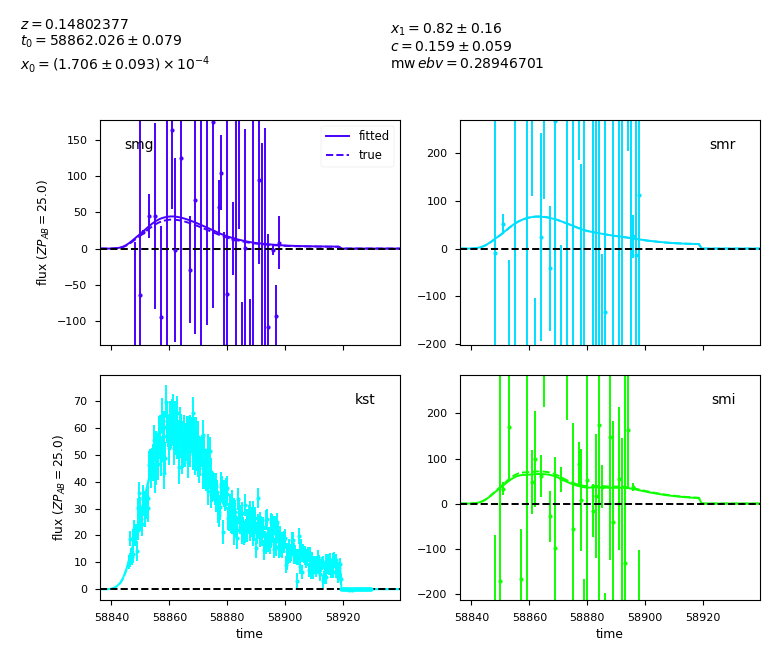 z = 0.14802377
t0 = 58862.026 ± 0.079
x0 = (1.706 ± 0.093) × 10^−4
x1 = 0.82 ± 0.16
c = 0.159 ± 0.059
mw ebv = 0.28946701
smg
fitted
true
150
100
50
0
−50
−100
flux (ZP_AB = 25.0)
smr
200
100
0
−100
−200
kst
70
60
50
40
30
20
10
0
flux (ZP_AB = 25.0)
58840 58860 58880 58900 58920
time
smi
200
100
0
−100
−200
58840 58860 58880 58900 58920
time